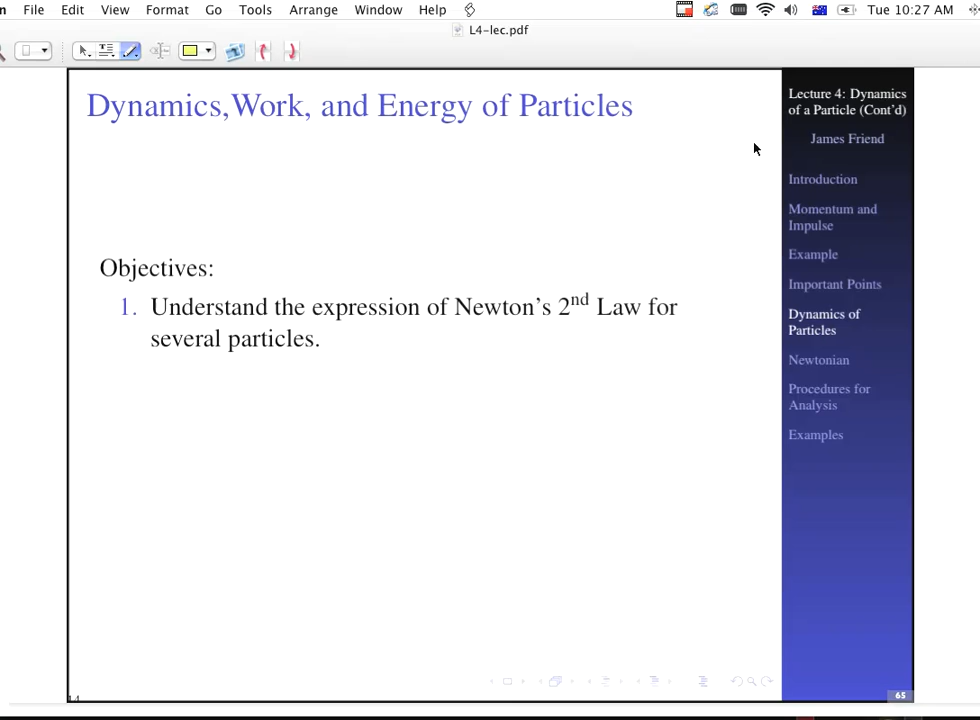 File Edit View Format Go Tools Arrange Window Help Tue 10:27 AM
L4-lec.pdf
Dynamics,Work, and Energy of Particles
Objectives:
1. Understand the expression of Newton's 2nd Law for
several particles.
Lecture 4: Dynamics
of a Particle (Cont'd)
James Friend
Introduction
Momentum and
Impulse
Example
Important Points
Dynamics of
Particles
Newtonian
Procedures for
Analysis
Examples
65